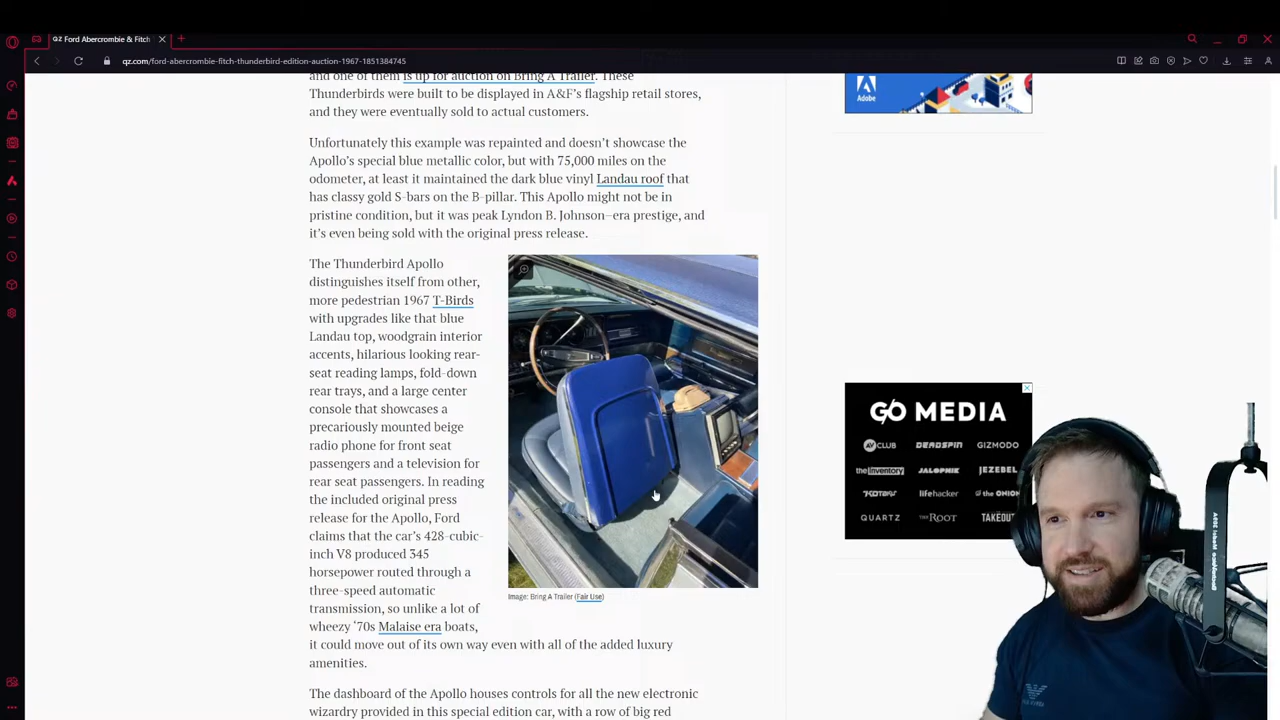 QZ Ford Abercrombie & Fitch
qz.com/ford-abercrombie-fitch-thunderbird-edition-auction-1967-1851384745
and one of them is up for auction on Bring A Trailer. These
Thunderbirds were built to be displayed in A&F’s flagship retail stores,
and they were eventually sold to actual customers.
Unfortunately this example was repainted and doesn’t showcase the
Apollo’s special blue metallic color, but with 75,000 miles on the
odometer, at least it maintained the dark blue vinyl Landau roof that
has classy gold S-bars on the B-pillar. This Apollo might not be in
pristine condition, but it was peak Lyndon B. Johnson–era prestige, and
it’s even being sold with the original press release.
The Thunderbird Apollo
distinguishes itself from other,
more pedestrian 1967 T-Birds
with upgrades like that blue
Landau top, woodgrain interior
accents, hilarious looking rear-
seat reading lamps, fold-down
rear trays, and a large center
console that showcases a
precariously mounted beige
radio phone for front seat
passengers and a television for
rear seat passengers. In reading
the included original press
release for the Apollo, Ford
claims that the car’s 428-cubic-
inch V8 produced 345
horsepower routed through a
three-speed automatic
transmission, so unlike a lot of
wheezy ‘70s Malaise era boats,
it could move out of its own way even with all of the added luxury
amenities.
Image: Bring A Trailer (Fair Use)
The dashboard of the Apollo houses controls for all the new electronic
wizardry provided in this special edition car, with a row of big red
Adobe
GO MEDIA
AV CLUB DEADSPIN GIZMODO
the inventory JALOPNIK JEZEBEL
KOTAKU lifehacker the ONION
QUARTZ THE ROOT TAKEOUT